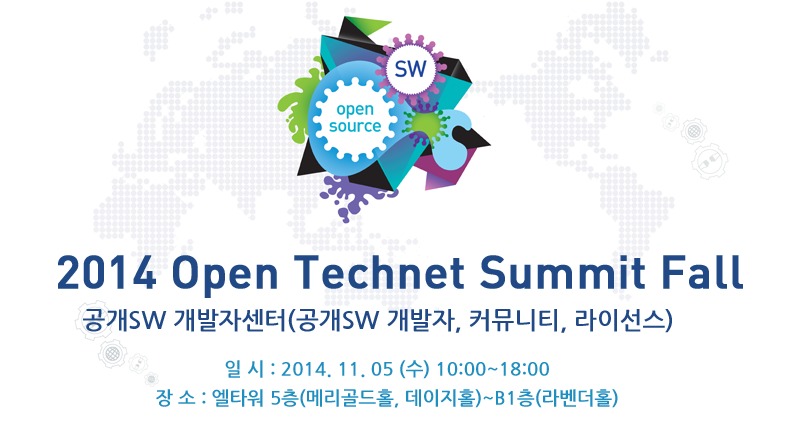 SW
open
source
2014 Open Technet Summit Fall
공개SW 개발자센터(공개SW 개발자, 커뮤니티, 라이선스)
일 시 : 2014. 11. 05 (수) 10:00~18:00
장 소 : 엘타워 5층(메리골드홀, 데이지홀)~B1층(라벤더홀)